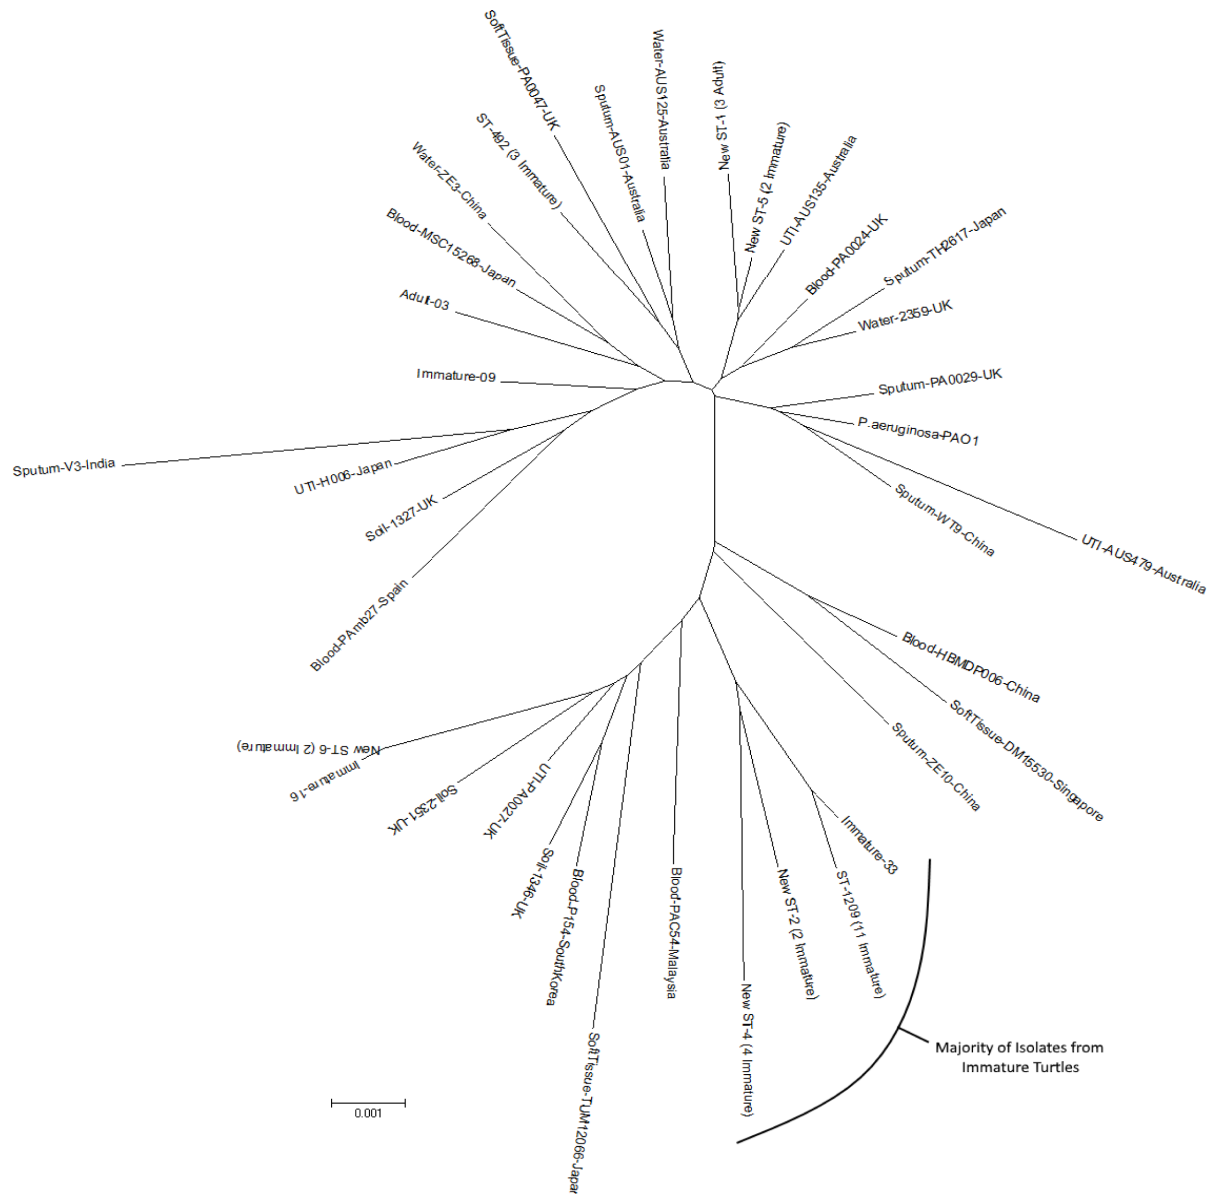 SoftTissue-PA0047-UK
Water-AUS125-Australia
New ST-1 (3 Adult)
Sputum-AUS01-Australia
ST-492 (3 Immature)
New ST-5 (2 Immature)
UTI-AUS135-Australia
Water-ZE3-China
Blood-PA0024-UK
Sputum-TH2617-Japan
Blood-MSC15268-Japan
Adult-03
Water-2359-UK
Immature-09
Sputum-PA0029-UK
P.aeruginosa-PAO1
Sputum-V3-India
UTI-H006-Japan
Soil-1327-UK
Sputum-WT9-China
UTI-AUS479-Australia
Blood-PAmb27-Spain
Blood-HBMDP006-China
SoftTissue-DM15530-Singapore
Sputum-ZE10-China
New ST-6 (2 Immature)
Immature-16
Soil-2351-UK
UTI-PA0027-UK
Soil-1346-UK
Blood-P154-SouthKorea
SoftTissue-TUM12066-Japan
Blood-PAC54-Malaysia
New ST-4 (4 Immature)
New ST-2 (2 Immature)
ST-1209 (11 Immature)
Immature-33
Majority of Isolates from
Immature Turtles
0.001